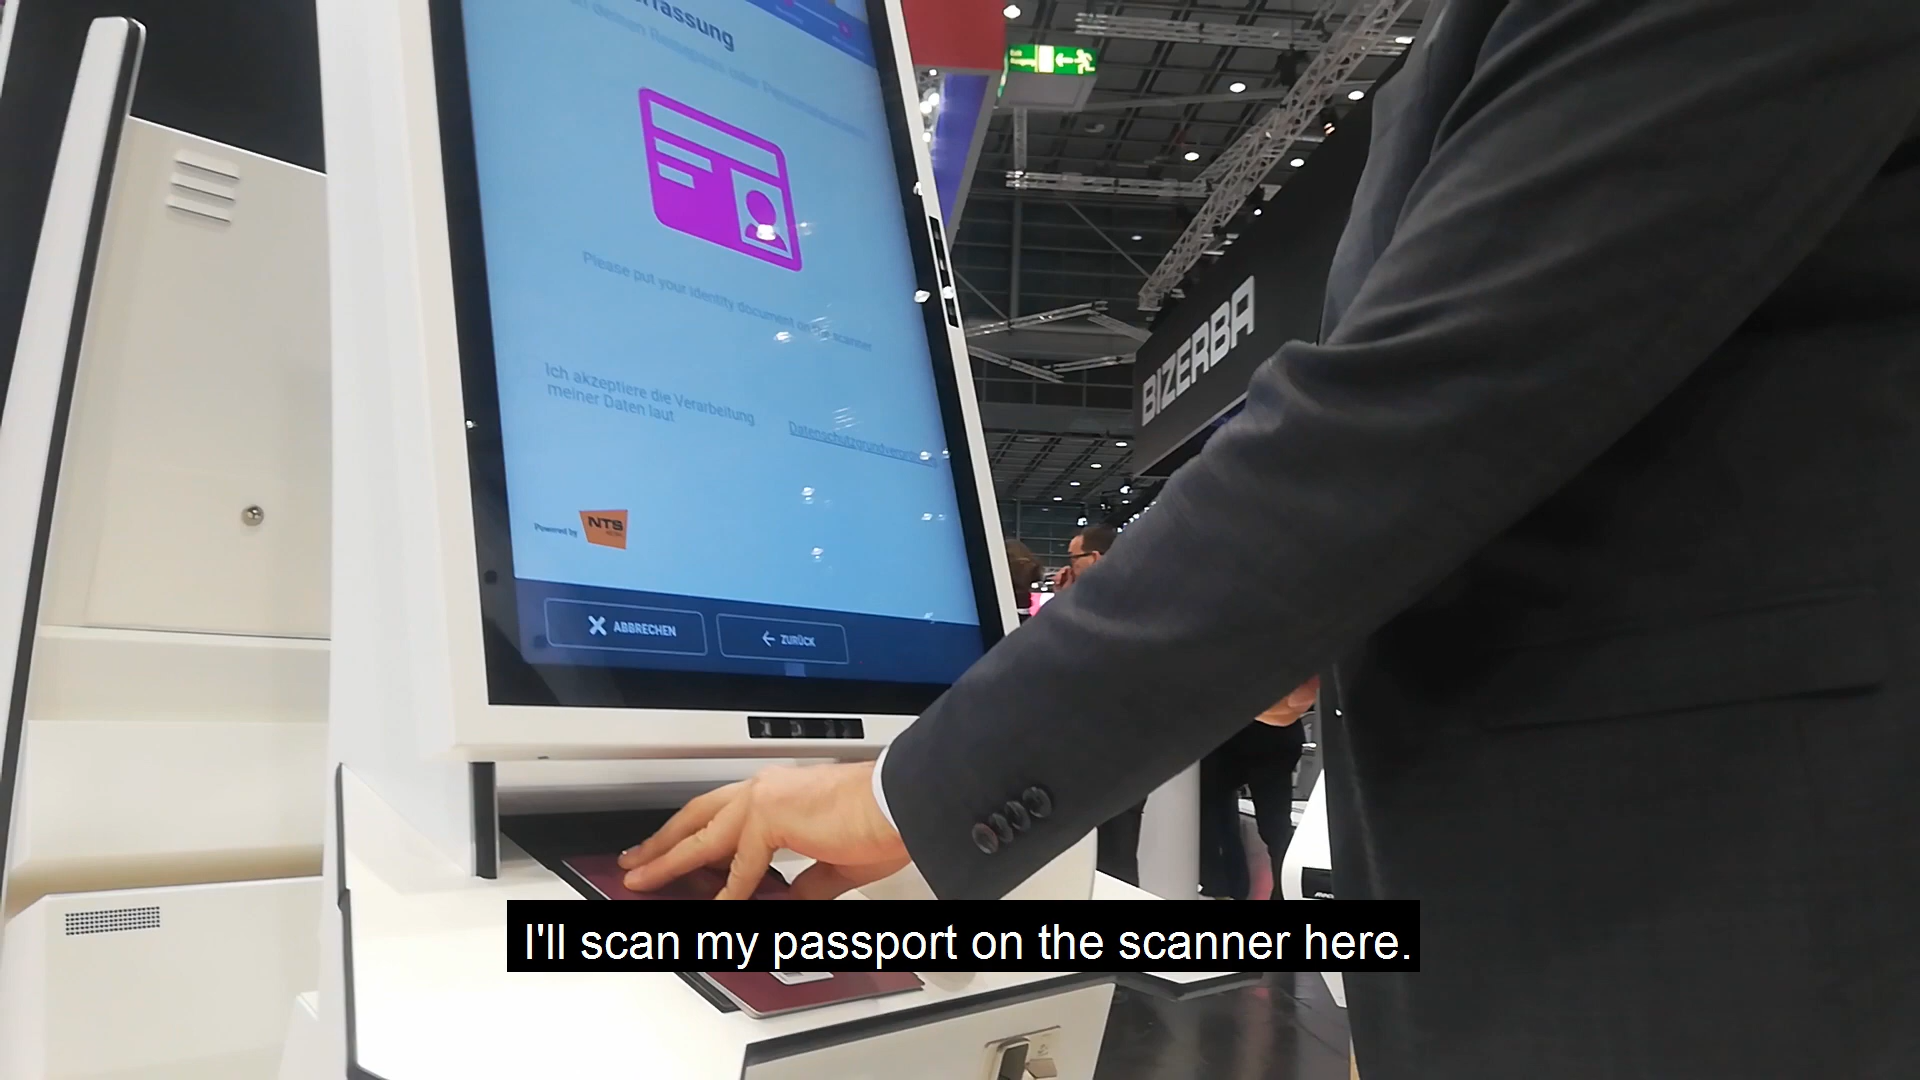 Exit
Please put your identity document on the scanner
BIZERBA
Ich akzeptiere die Verarbeitung
meiner Daten laut
Powered by
NTS
ABBRECHEN
ZURÜCK
I'll scan my passport on the scanner here.